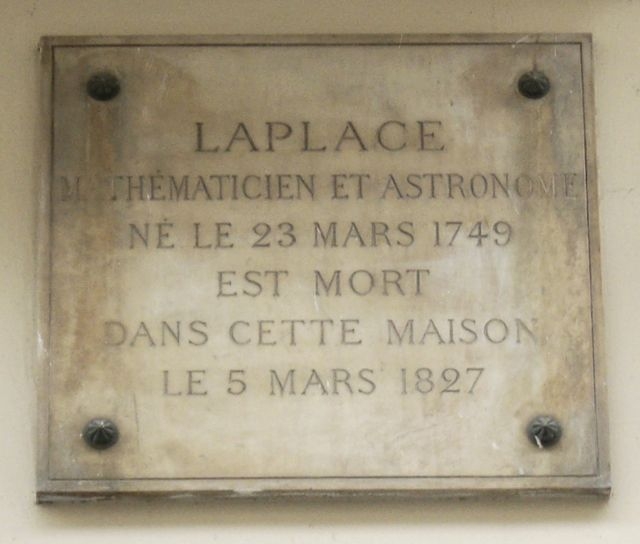 LAPLACE
MATHÉMATICIEN ET ASTRONOME
NÉ LE 23 MARS 1749
EST MORT
DANS CETTE MAISON
LE 5 MARS 1827